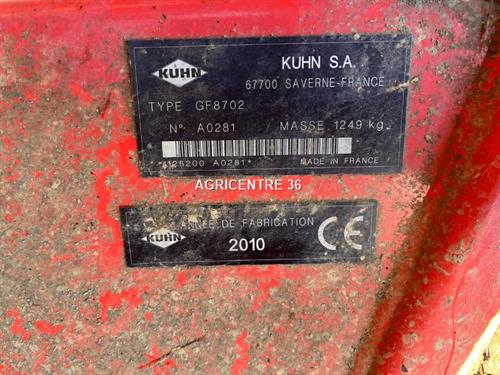 KUHN
KUHN S.A.
67700 SAVERNE-FRANCE
TYPE GF8702
N° A0281 MASSE 1249 kg
*125200 A0281*
MADE IN FRANCE
AGRICENTRE 36
KUHN
ANNÉE DE FABRICATION
2010
CE